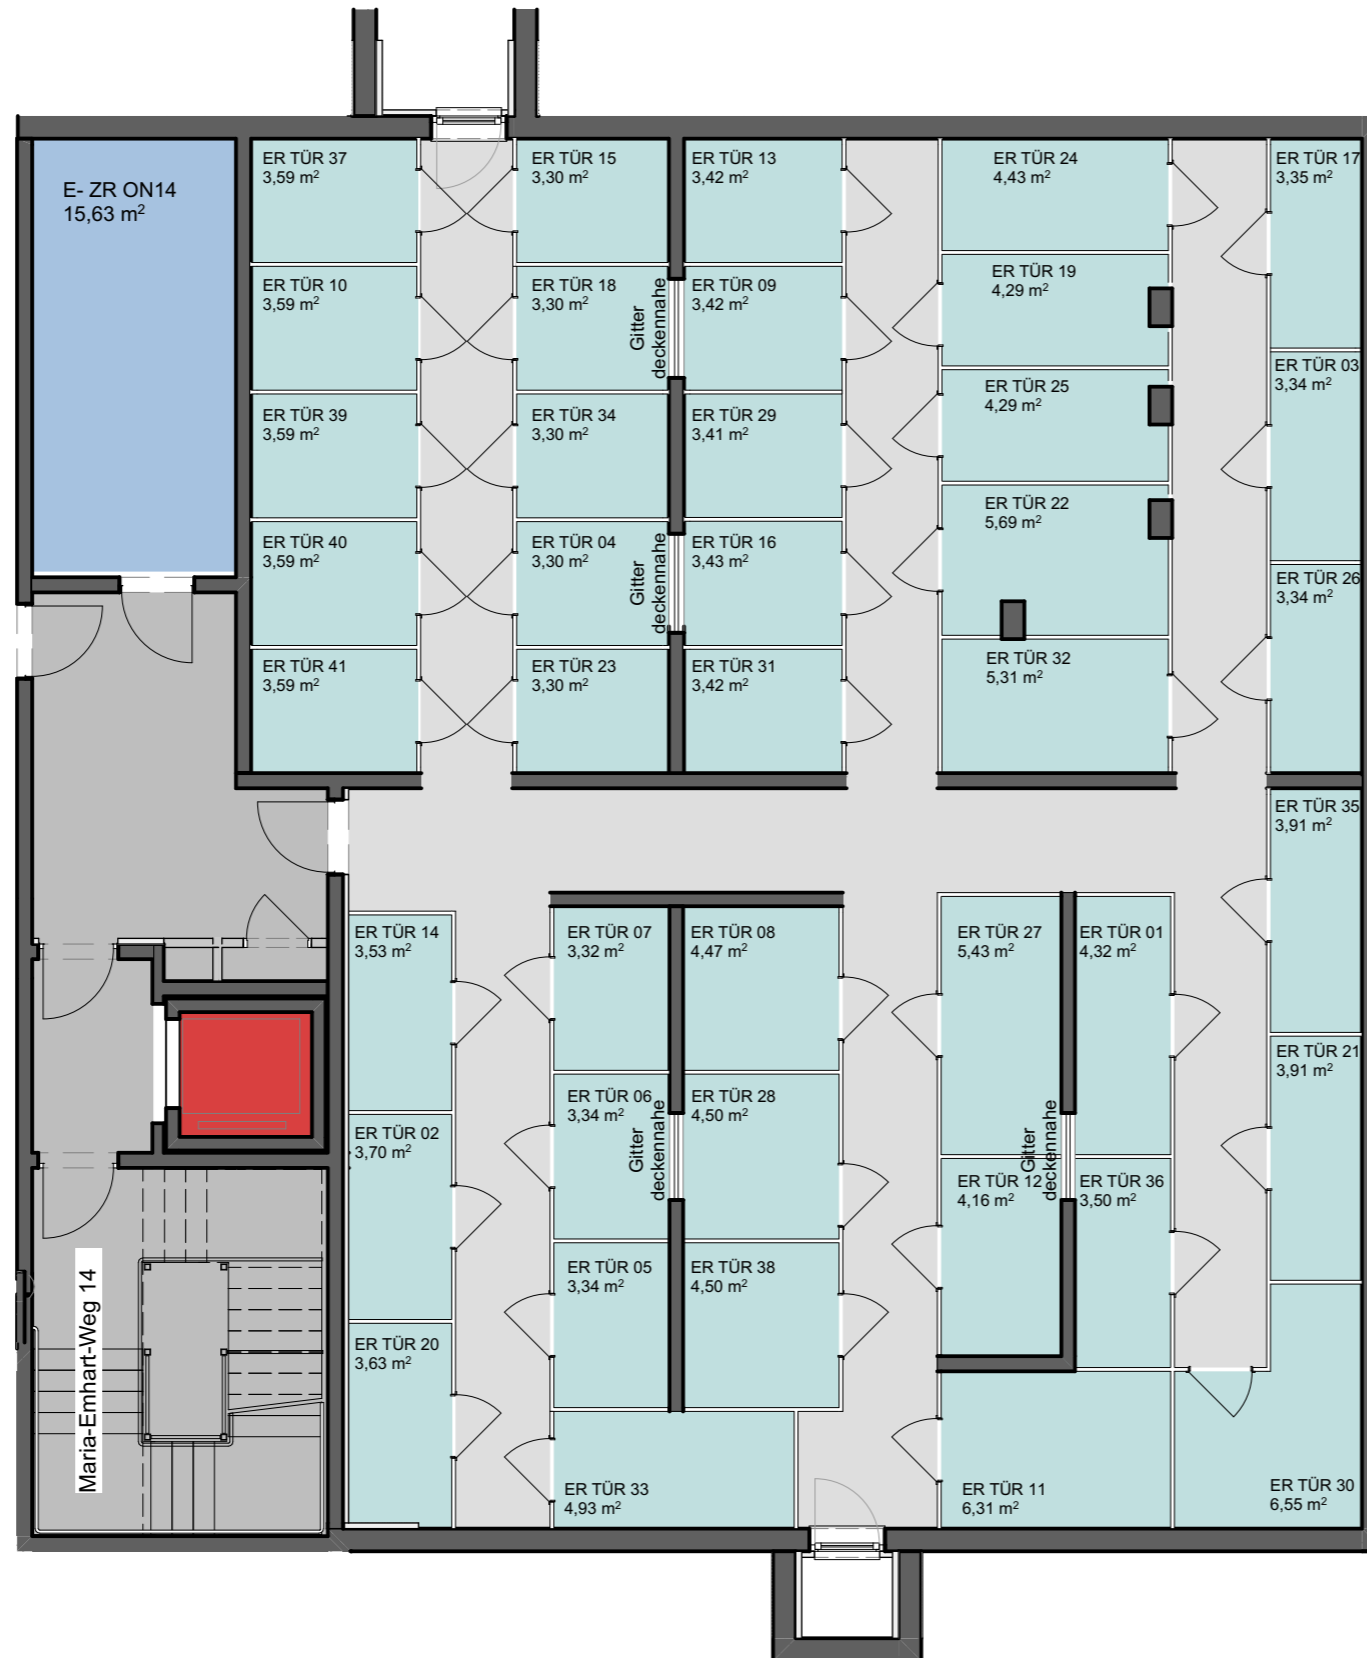 E- ZR ON14
15,63 m²
ER TÜR 37
3,59 m²
ER TÜR 15
3,30 m²
ER TÜR 13
3,42 m²
ER TÜR 24
4,43 m²
ER TÜR 17
3,35 m²
ER TÜR 10
3,59 m²
ER TÜR 18
3,30 m²
Gitter
deckennahe
ER TÜR 09
3,42 m²
ER TÜR 19
4,29 m²
ER TÜR 03
3,34 m²
ER TÜR 39
3,59 m²
ER TÜR 34
3,30 m²
ER TÜR 29
3,41 m²
ER TÜR 25
4,29 m²
ER TÜR 40
3,59 m²
ER TÜR 04
3,30 m²
Gitter
deckennahe
ER TÜR 16
3,43 m²
ER TÜR 22
5,69 m²
ER TÜR 26
3,34 m²
ER TÜR 41
3,59 m²
ER TÜR 23
3,30 m²
ER TÜR 31
3,42 m²
ER TÜR 32
5,31 m²
ER TÜR 35
3,91 m²
ER TÜR 14
3,53 m²
ER TÜR 07
3,32 m²
ER TÜR 08
4,47 m²
ER TÜR 27
5,43 m²
ER TÜR 01
4,32 m²
ER TÜR 21
3,91 m²
ER TÜR 02
3,70 m²
ER TÜR 06
3,34 m²
Gitter
deckennahe
ER TÜR 28
4,50 m²
ER TÜR 12
4,16 m²
Gitter
deckennahe
ER TÜR 36
3,50 m²
ER TÜR 05
3,34 m²
ER TÜR 38
4,50 m²
ER TÜR 20
3,63 m²
Maria-Emhart-Weg 14
ER TÜR 33
4,93 m²
ER TÜR 11
6,31 m²
ER TÜR 30
6,55 m²